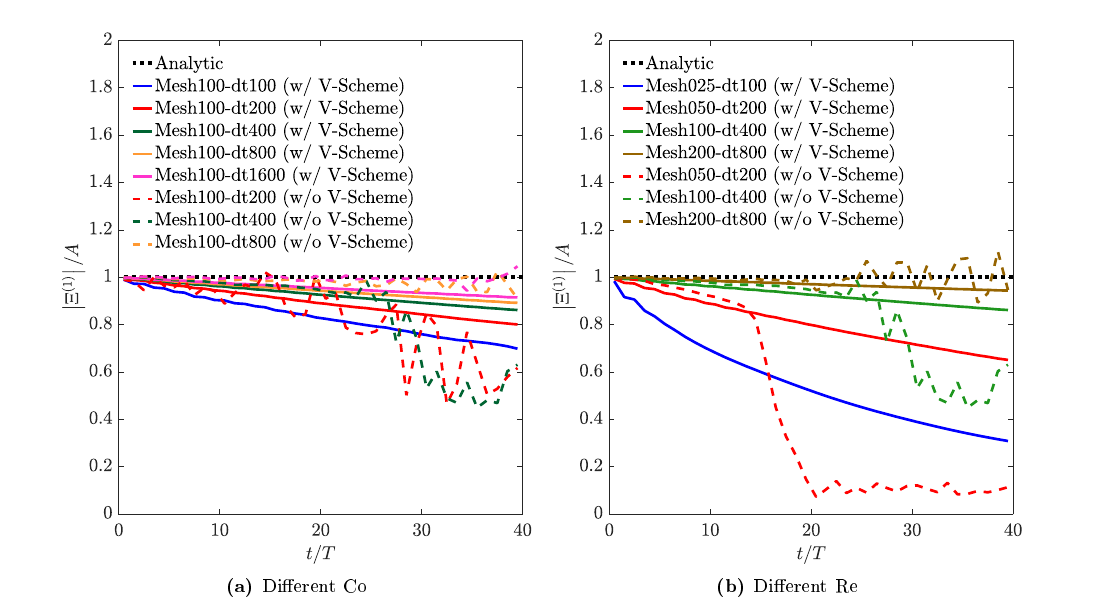 2
1.8
1.6
1.4
1.2
1
0.8
0.6
0.4
0.2
0
|Ξ⁽¹⁾| /A
Analytic
Mesh100-dt100 (w/ V-Scheme)
Mesh100-dt200 (w/ V-Scheme)
Mesh100-dt400 (w/ V-Scheme)
Mesh100-dt800 (w/ V-Scheme)
Mesh100-dt1600 (w/ V-Scheme)
Mesh100-dt200 (w/o V-Scheme)
Mesh100-dt400 (w/o V-Scheme)
Mesh100-dt800 (w/o V-Scheme)
0 10 20 30 40
t/T
(a) Different Co
2
1.8
1.6
1.4
1.2
1
0.8
0.6
0.4
0.2
0
|Ξ⁽¹⁾| /A
Analytic
Mesh025-dt100 (w/ V-Scheme)
Mesh050-dt200 (w/ V-Scheme)
Mesh100-dt400 (w/ V-Scheme)
Mesh200-dt800 (w/ V-Scheme)
Mesh050-dt200 (w/o V-Scheme)
Mesh100-dt400 (w/o V-Scheme)
Mesh200-dt800 (w/o V-Scheme)
0 10 20 30 40
t/T
(b) Different Re